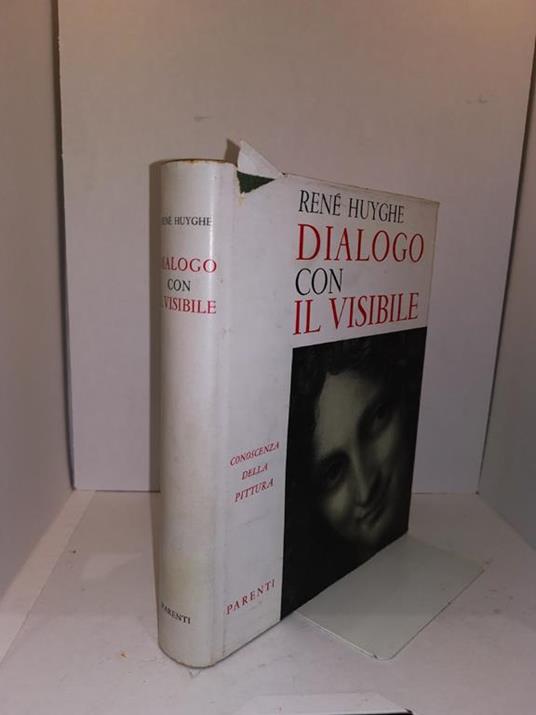 RENÉ HUYGHE
DIALOGO
CON
IL VISIBILE
CONOSCENZA
DELLA
PITTURA
PARENTI
RENÉ HUYGHE
DIALOGO
CON
IL VISIBILE
PARENTI